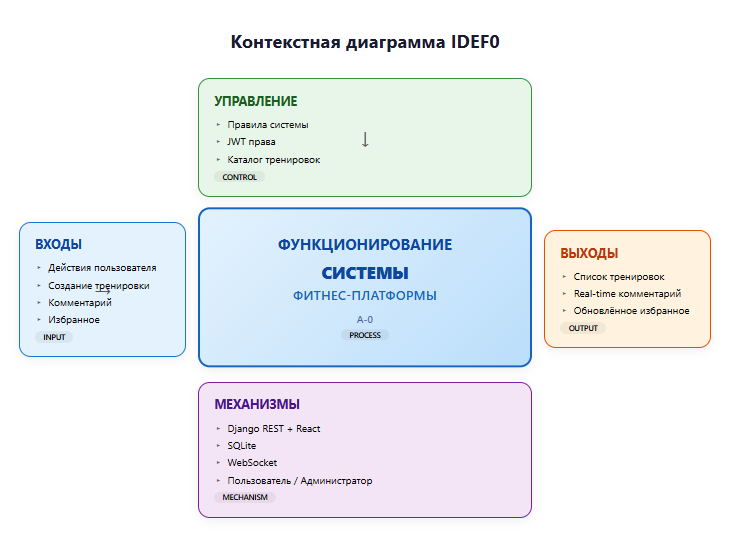 Контекстная диаграмма IDEF0
УПРАВЛЕНИЕ
‣ Правила системы
‣ JWT права
‣ Каталог тренировок
CONTROL
↓
ВХОДЫ
‣ Действия пользователя
‣ Создание тренировки
‣ Комментарий
‣ Избранное
INPUT
→
ФУНКЦИОНИРОВАНИЕ
СИСТЕМЫ
ФИТНЕС-ПЛАТФОРМЫ
A-0
PROCESS
ВЫХОДЫ
‣ Список тренировок
‣ Real-time комментарий
‣ Обновлённое избранное
OUTPUT
МЕХАНИЗМЫ
‣ Django REST + React
‣ SQLite
‣ WebSocket
‣ Пользователь / Администратор
MECHANISM